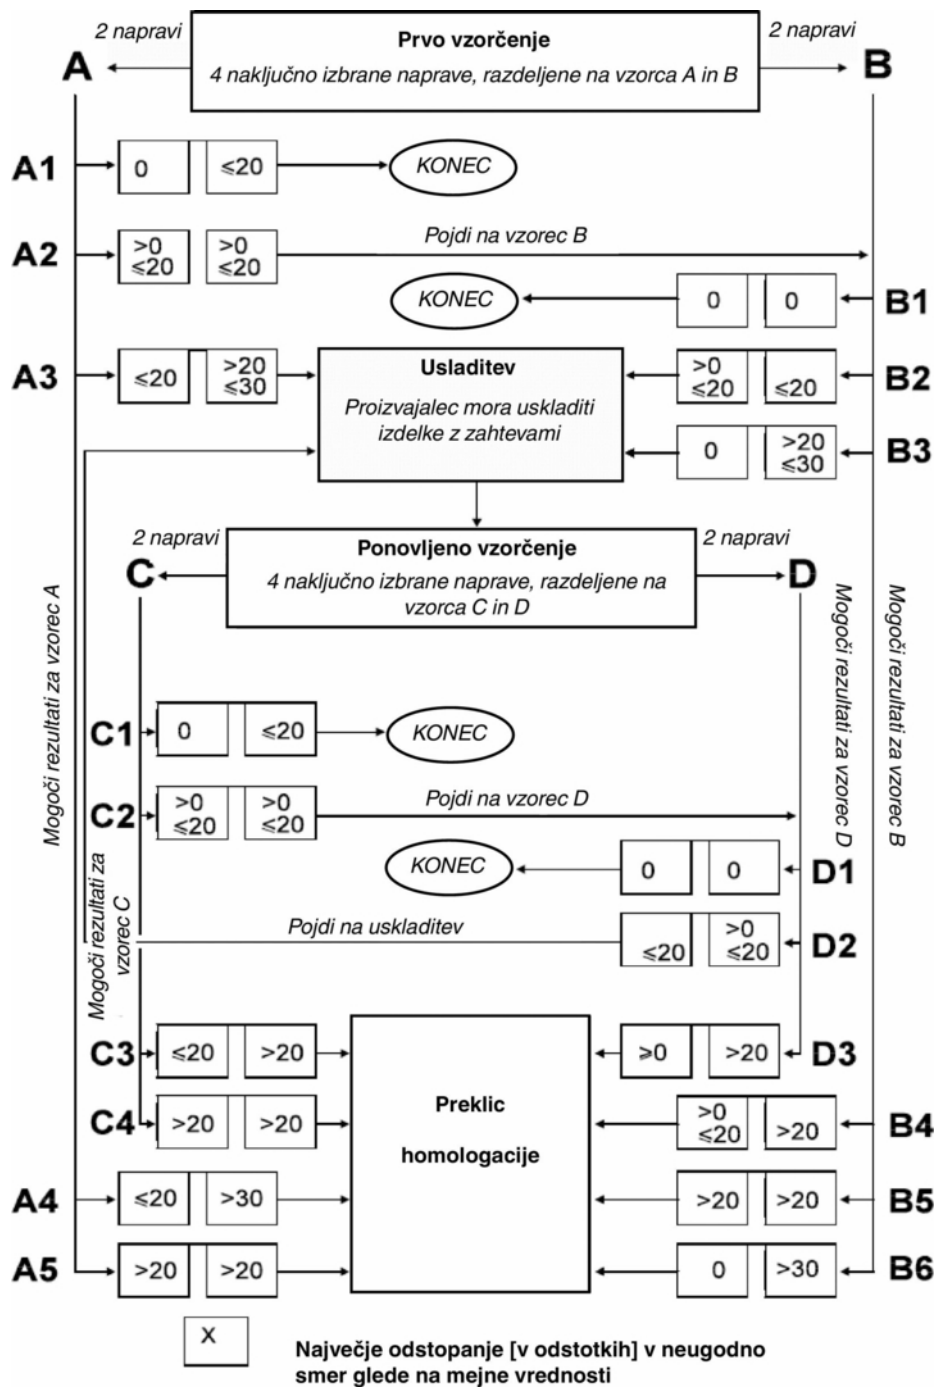 2 napravi
Prvo vzorčenje
2 napravi
A
4 naključno izbrane naprave, razdeljene na vzorca A in B
B
A1
0
≤20
KONEC
A2
>0
≤20
>0
≤20
Pojdi na vzorec B
KONEC
0
0
B1
A3
≤20
>20
≤30
Usladitev
Proizvajalec mora uskladiti
izdelke z zahtevami
>0
≤20
≤20
B2
0
>20
≤30
B3
2 napravi
Ponovljeno vzorčenje
2 napravi
C
4 naključno izbrane naprave, razdeljene na
vzorca C in D
D
Mogoči rezultati za vzorec A
Mogoči rezultati za vzorec D
Mogoči rezultati za vzorec B
C1
0
≤20
KONEC
C2
>0
≤20
>0
≤20
Pojdi na vzorec D
KONEC
0
0
D1
Mogoči rezultati za
vzorec C
Pojdi na uskladitev
≤20
>0
≤20
D2
C3
≤20
>20
Preklic
homologacije
≥0
>20
D3
C4
>20
>20
>0
≤20
>20
B4
A4
≤20
>30
>20
>20
B5
A5
>20
>20
0
>30
B6
X
Največje odstopanje [v odstotkih] v neugodno
smer glede na mejne vrednosti